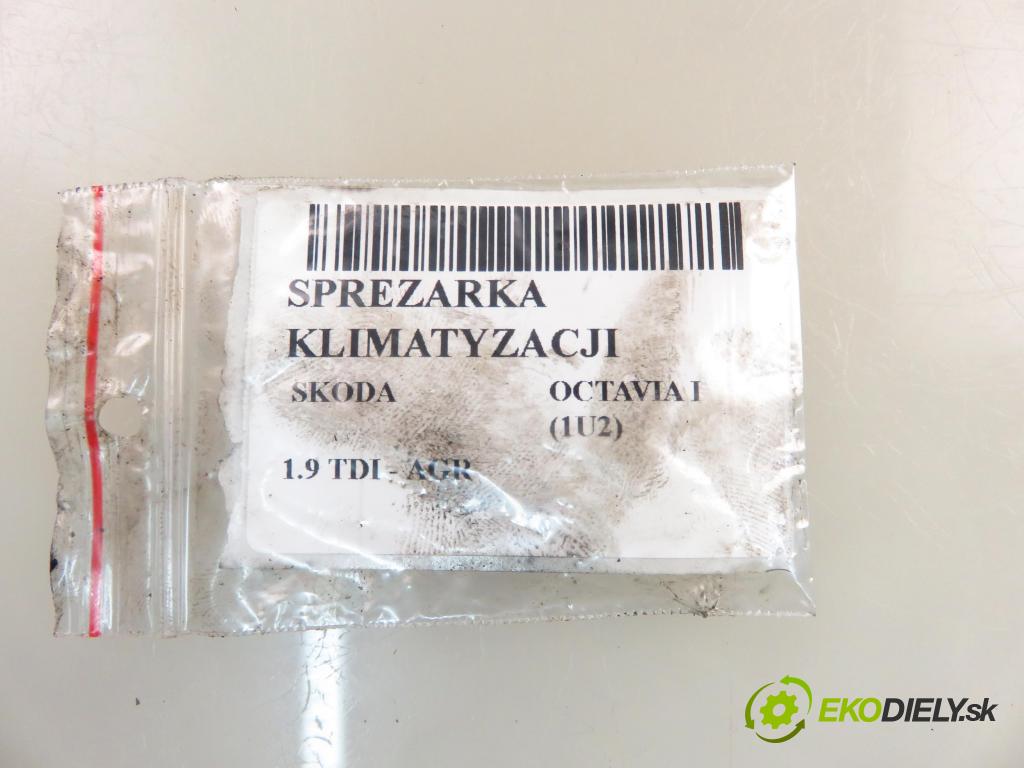 SPREZARKA
KLIMATYZACJI
SKODA OCTAVIA I
(1U2)
1.9 TDI - AGR
EKODIELY.sk